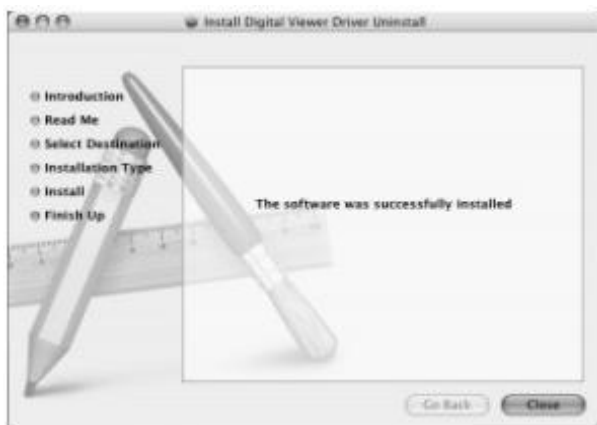 Install Digital Viewer Driver Uninstall
Introduction
Read Me
Select Destination
Installation Type
Install
Finish Up
The software was successfully installed
Go Back
Close